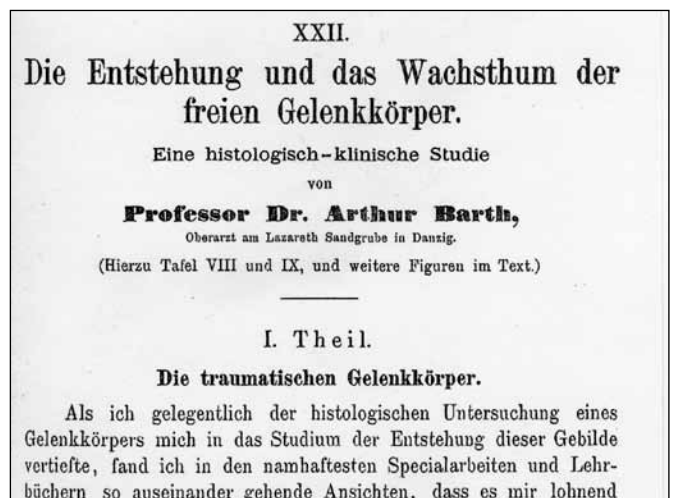 XXII.
Die Entstehung und das Wachsthum der
freien Gelenkkörper.
Eine histologisch-klinische Studie
von
Professor Dr. Arthur Barth,
Oberarzt am Lazareth Sandgrube in Danzig.
(Hierzu Tafel VIII und IX, und weitere Figuren im Text.)
I. Theil.
Die traumatischen Gelenkkörper.
Als ich gelegentlich der histologischen Untersuchung eines
Gelenkkörpers mich in das Studium der Entstehung dieser Gebilde
vertiefte, fand ich in den namhaftesten Specialarbeiten und Lehr-
büchern so auseinander gehende Ansichten, dass es mir lohnend